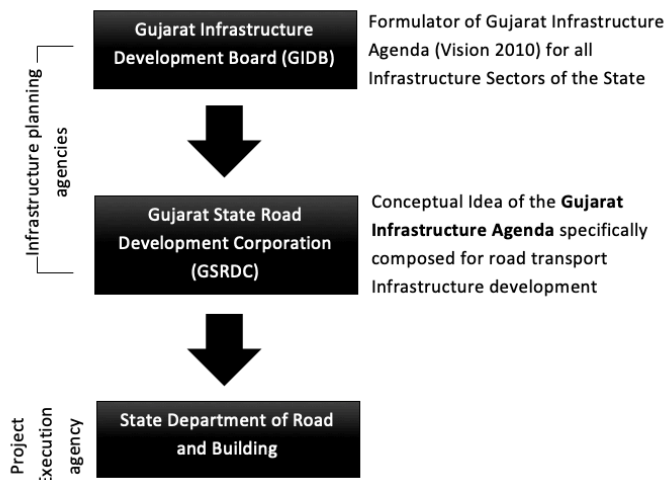 Gujarat Infrastructure
Development Board (GIDB)
Formulator of Gujarat Infrastructure
Agenda (Vision 2010) for all
Infrastructure Sectors of the State
Infrastructure planning
agencies
Gujarat State Road
Development Corporation
(GSRDC)
Conceptual Idea of the Gujarat
Infrastructure Agenda specifically
composed for road transport
Infrastructure development
Project
Execution
agency
State Department of Road
and Building